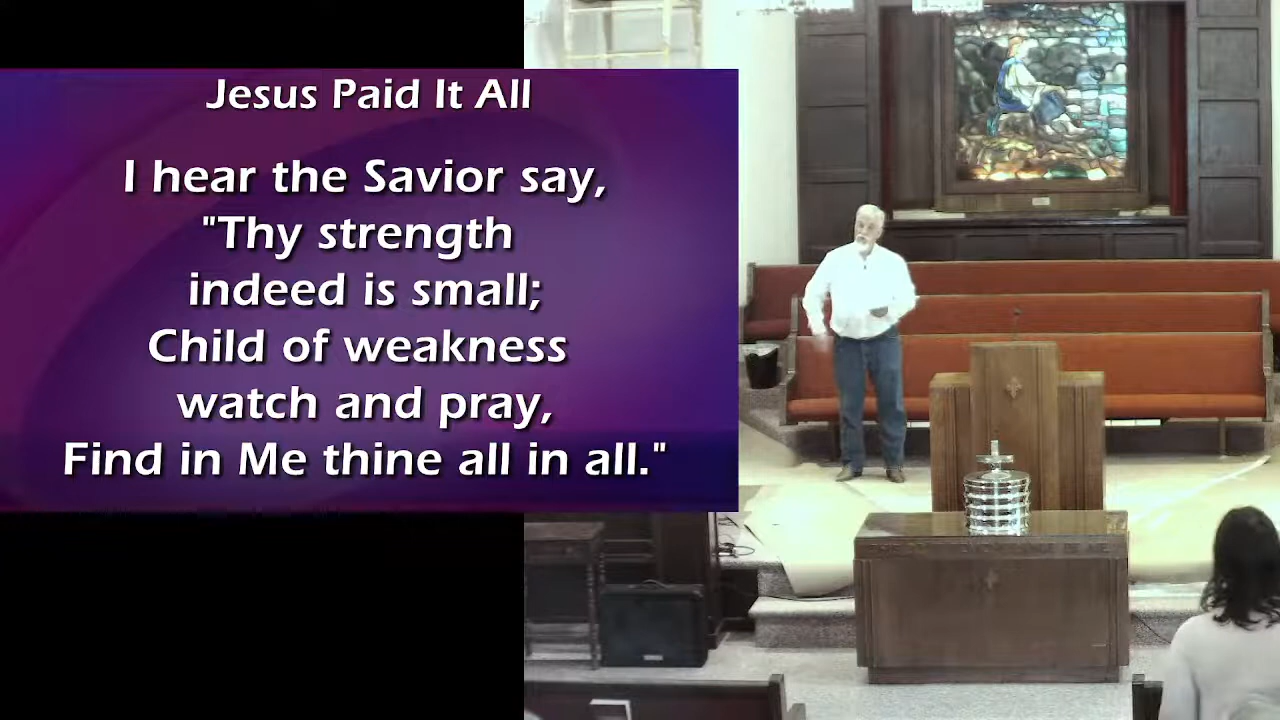 Jesus Paid It All
I hear the Savior say,
"Thy strength
indeed is small;
Child of weakness
watch and pray,
Find in Me thine all in all."